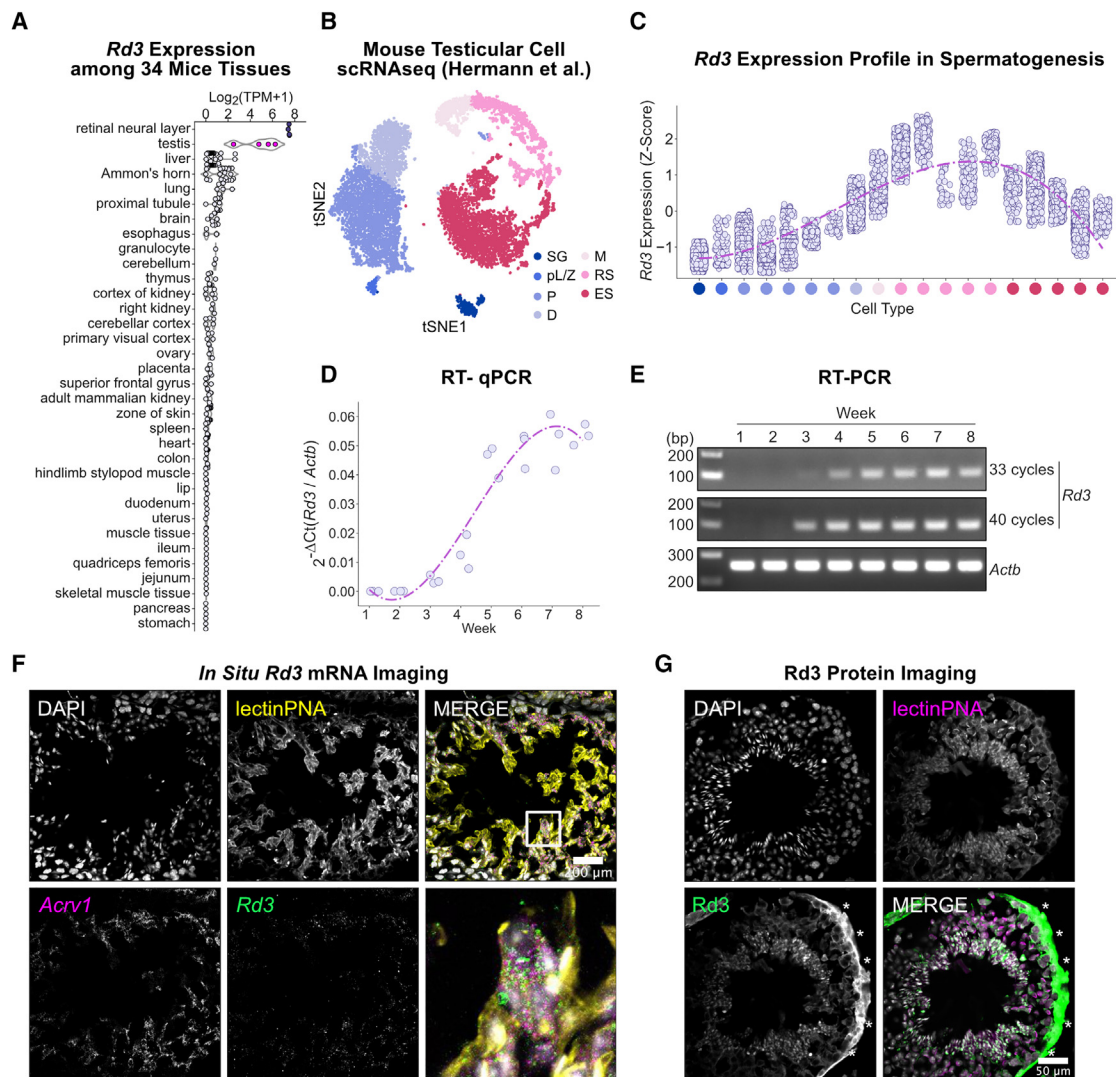 A
Rd3 Expression
among 34 Mice Tissues
Log2(TPM+1)
0 2 4 6 8
retinal neural layer
testis
liver
Ammon's horn
lung
proximal tubule
brain
esophagus
granulocyte
cerebellum
thymus
cortex of kidney
right kidney
cerebellar cortex
primary visual cortex
ovary
placenta
superior frontal gyrus
adult mammalian kidney
zone of skin
spleen
heart
colon
hindlimb stylopod muscle
lip
duodenum
uterus
muscle tissue
ileum
quadriceps femoris
jejunum
skeletal muscle tissue
pancreas
stomach
B
Mouse Testicular Cell
scRNAseq (Hermann et al.)
tSNE2
tSNE1
SG
pL/Z
P
D
M
RS
ES
C
Rd3 Expression Profile in Spermatogenesis
Rd3 Expression (Z-Score)
2
1
0
−1
Cell Type
D
RT- qPCR
2^-ΔCt(Rd3 / Actb)
0.06
0.05
0.04
0.03
0.02
0.01
0.00
1 2 3 4 5 6 7 8
Week
E
RT-PCR
Week
(bp) 1 2 3 4 5 6 7 8
200
100
33 cycles
200
100
40 cycles
Rd3
300
200
Actb
F
In Situ Rd3 mRNA Imaging
DAPI
lectinPNA
MERGE
200 µm
Acrv1
Rd3
G
Rd3 Protein Imaging
DAPI
lectinPNA
Rd3
* * * * *
MERGE
* * * * *
50 µm